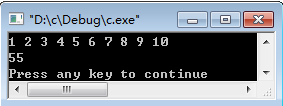 "D:\c\Debug\c.exe"
1 2 3 4 5 6 7 8 9 10
55
Press any key to continue